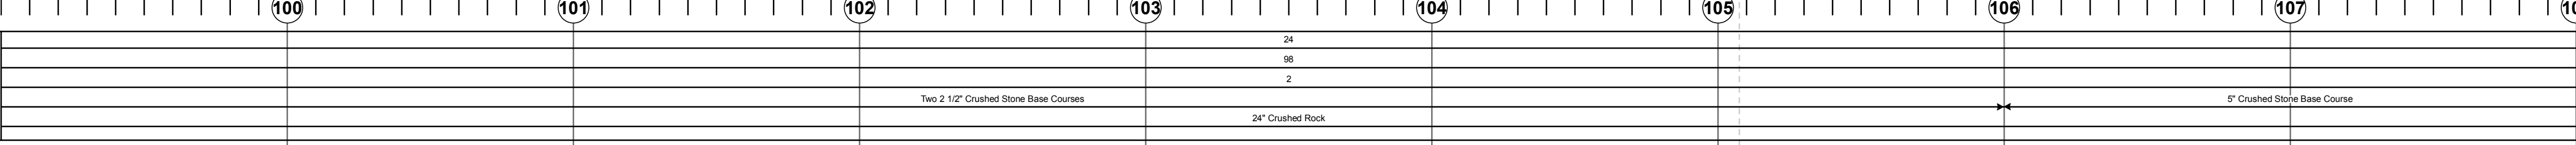 100 101 102 103 104 105 106 107
24
98
2
Two 2 1/2" Crushed Stone Base Courses 5" Crushed Stone Base Course
24" Crushed Rock